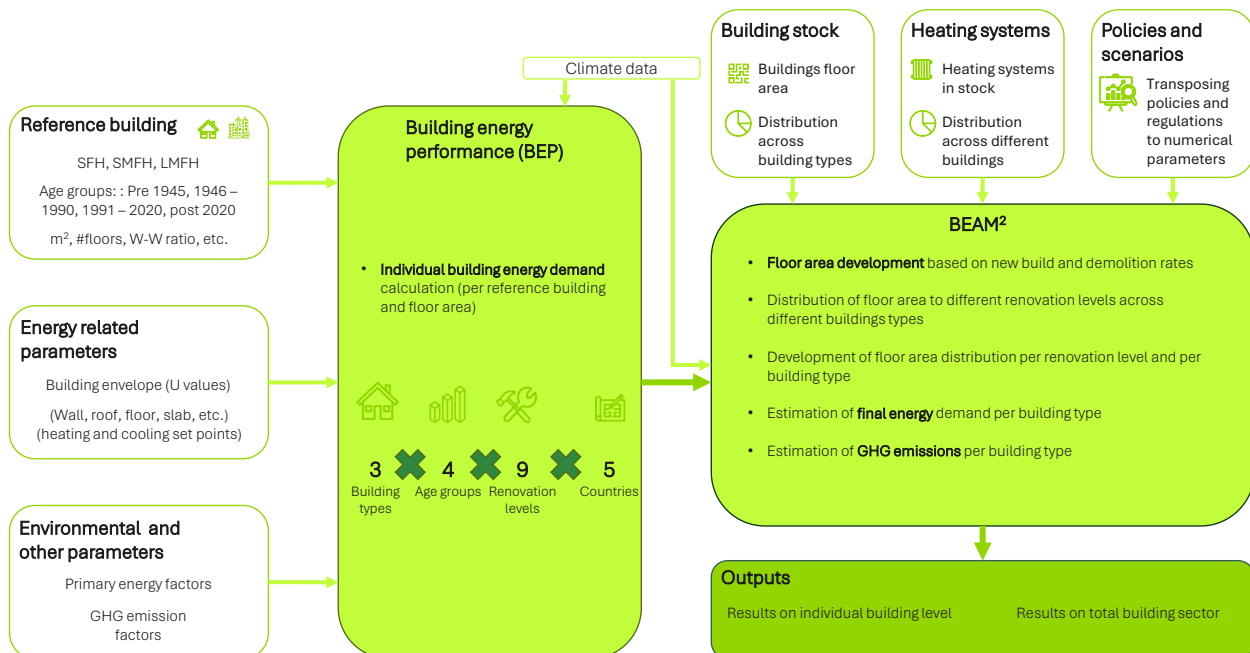 Reference building
SFH, SMFH, LMFH
Age groups: : Pre 1945, 1946 –
1990, 1991 – 2020, post 2020
m², #floors, W-W ratio, etc.
Energy related
parameters
Building envelope (U values)
(Wall, roof, floor, slab, etc.)
(heating and cooling set points)
Environmental and
other parameters
Primary energy factors
GHG emission
factors
Climate data
Building energy
performance (BEP)
• Individual building energy demand
calculation (per reference building
and floor area)
3 4 9 5
Building
types
Age groups
Renovation
levels
Countries
Building stock
Buildings floor
area
Distribution
across
building types
Heating systems
Heating systems
in stock
Distribution
across different
buildings
Policies and
scenarios
Transposing
policies and
regulations
to numerical
parameters
BEAM²
• Floor area development based on new build and demolition rates
• Distribution of floor area to different renovation levels across
different buildings types
• Development of floor area distribution per renovation level and per
building type
• Estimation of final energy demand per building type
• Estimation of GHG emissions per building type
Outputs
Results on individual building level
Results on total building sector